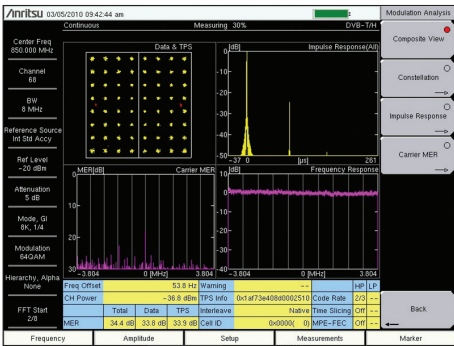 Anritsu 03/05/2010 09:42:44 am
Modulation Analysis
Continuous Measuring 30% DVB-T/H
Center Freq
850.000 MHz
Channel
68
BW
8 MHz
Reference Source
Int Std Accy
Ref Level
-20 dBm
Attenuation
5 dB
Mode, GI
8K, 1/4
Modulation
64QAM
Hierarchy, Alpha
None
FFT Start
2/8
Data & TPS
[dB] Impulse Response(All)
0
-10
-20
-30
-40
-50
-37 0 [µs] 261
MER[dB] Carrier MER
0
10
20
30
-3.804 0 [MHz] 3.804
[dB] Frequency Response
10
0
-10
-20
-30
-40
-3.804 0 [MHz] 3.804
Freq Offset 53.8 Hz Warning -- HP LP
CH Power -36.8 dBm TPS Info 0x1af73e408d0002510 Code Rate 2/3 --
Total Data TPS Interleave Native Time Slicing Off --
MER 34.4 dB 33.8 dB 33.9 dB Cell ID 0x0000( 0) MPE-FEC Off --
Composite View
Constellation
Impulse Response
Carrier MER
Back
Frequency Amplitude Setup Measurements Marker